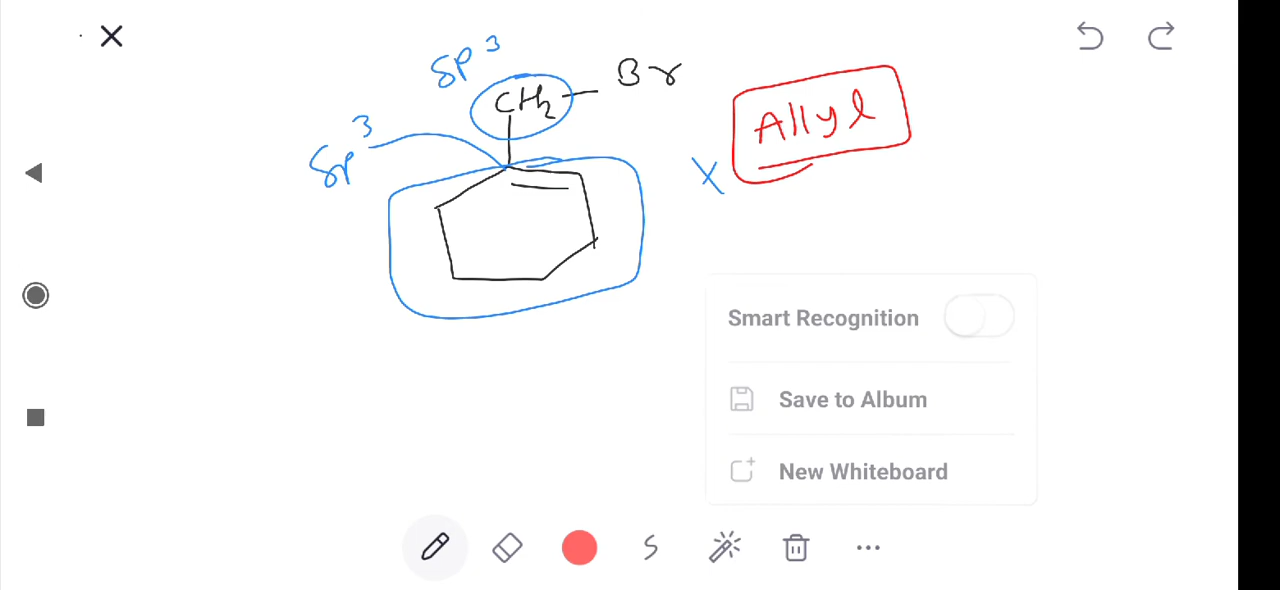 SP3
CH2 - Br
SP3
x Allyl
Smart Recognition
Save to Album
New Whiteboard